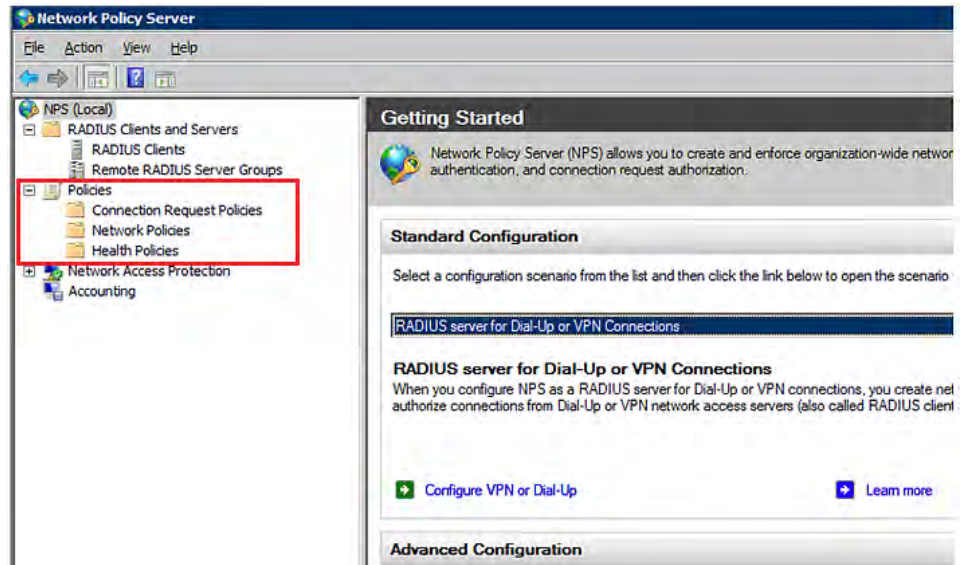 Network Policy Server
File Action View Help
NPS (Local)
RADIUS Clients and Servers
RADIUS Clients
Remote RADIUS Server Groups
Policies
Connection Request Policies
Network Policies
Health Policies
Network Access Protection
Accounting
Getting Started
Network Policy Server (NPS) allows you to create and enforce organization-wide networ
authentication, and connection request authorization.
Standard Configuration
Select a configuration scenario from the list and then click the link below to open the scenario
RADIUS server for Dial-Up or VPN Connections
RADIUS server for Dial-Up or VPN Connections
When you configure NPS as a RADIUS server for Dial-Up or VPN connections, you create net
authorize connections from Dial-Up or VPN network access servers (also called RADIUS client
Configure VPN or Dial-Up
Learn more
Advanced Configuration